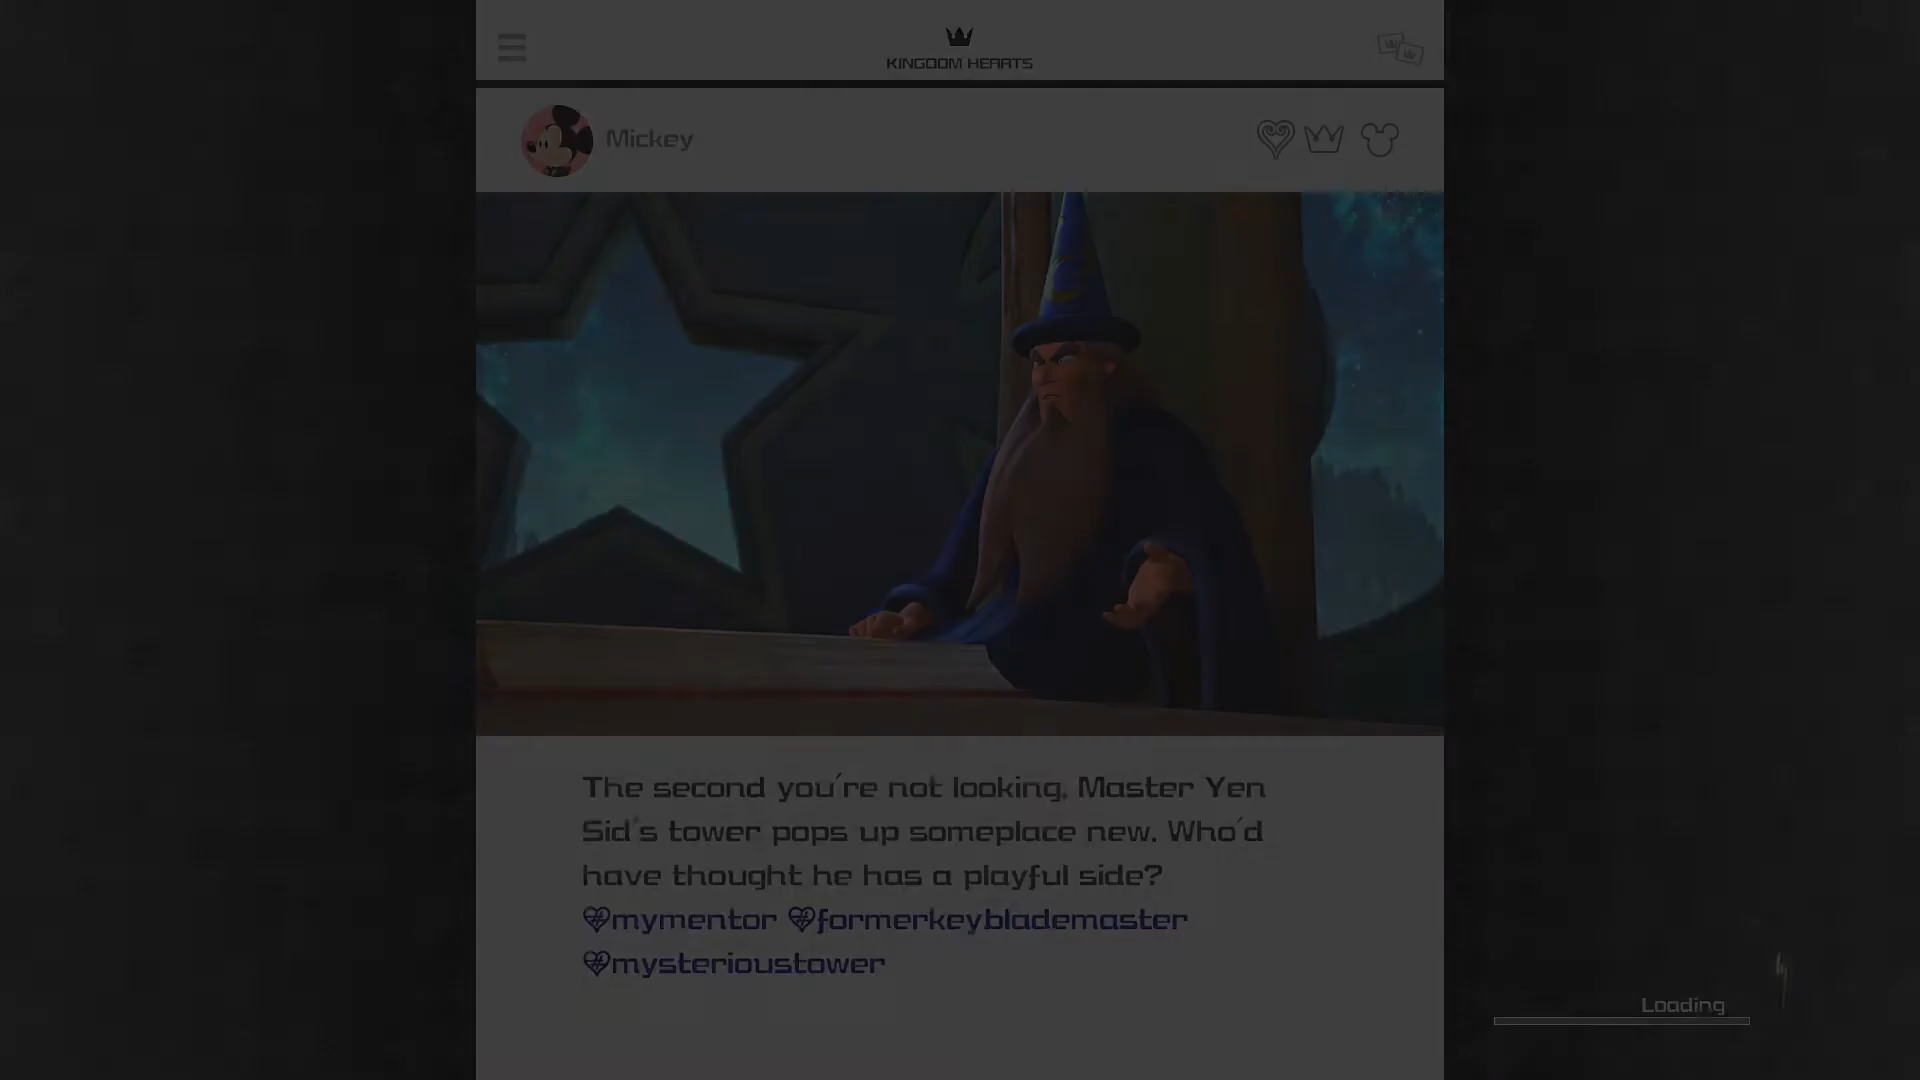 KINGDOM HEARTS
Mickey
The second you're not looking, Master Yen
Sid's tower pops up someplace new. Who'd
have thought he has a playful side?
#mymentor #formerkeyblademaster
#mysterioustower
Loading